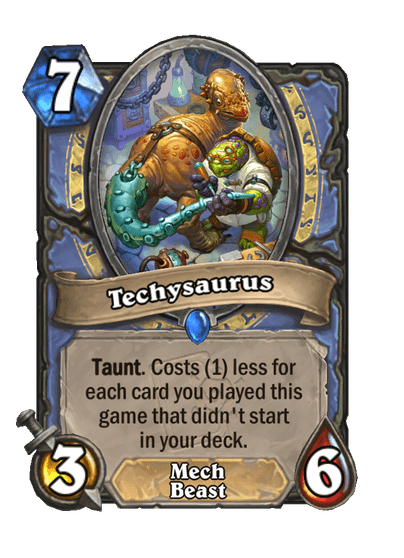 7
Techysaurus
Taunt. Costs (1) less for
each card you played this
game that didn't start
in your deck.
3
Mech
Beast
6